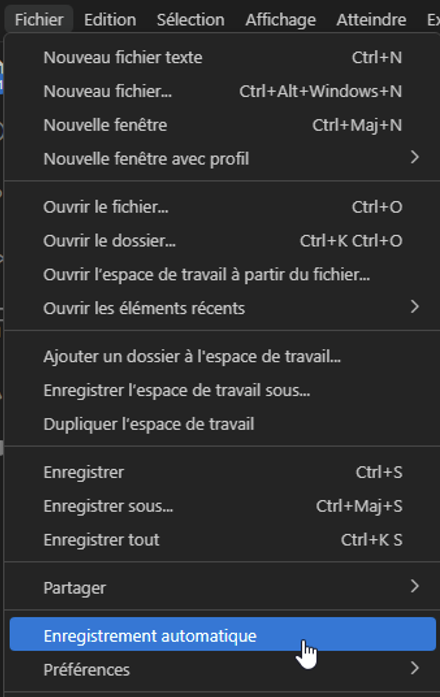 Fichier Edition Sélection Affichage Atteindre
Nouveau fichier texte Ctrl+N
Nouveau fichier... Ctrl+Alt+Windows+N
Nouvelle fenêtre Ctrl+Maj+N
Nouvelle fenêtre avec profil
Ouvrir le fichier... Ctrl+O
Ouvrir le dossier... Ctrl+K Ctrl+O
Ouvrir l'espace de travail à partir du fichier...
Ouvrir les éléments récents
Ajouter un dossier à l'espace de travail...
Enregistrer l'espace de travail sous...
Dupliquer l'espace de travail
Enregistrer Ctrl+S
Enregistrer sous... Ctrl+Maj+S
Enregistrer tout Ctrl+K S
Partager
Enregistrement automatique
Préférences